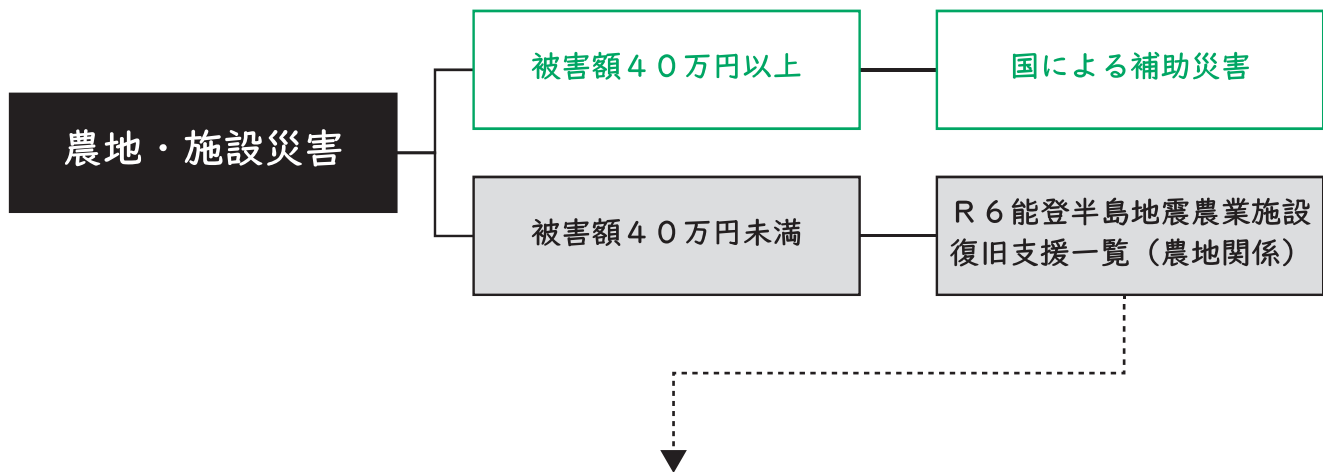 農地・施設災害
被害額４０万円以上
国による補助災害
被害額４０万円未満
Ｒ６能登半島地震農業施設
復旧支援一覧（農地関係）